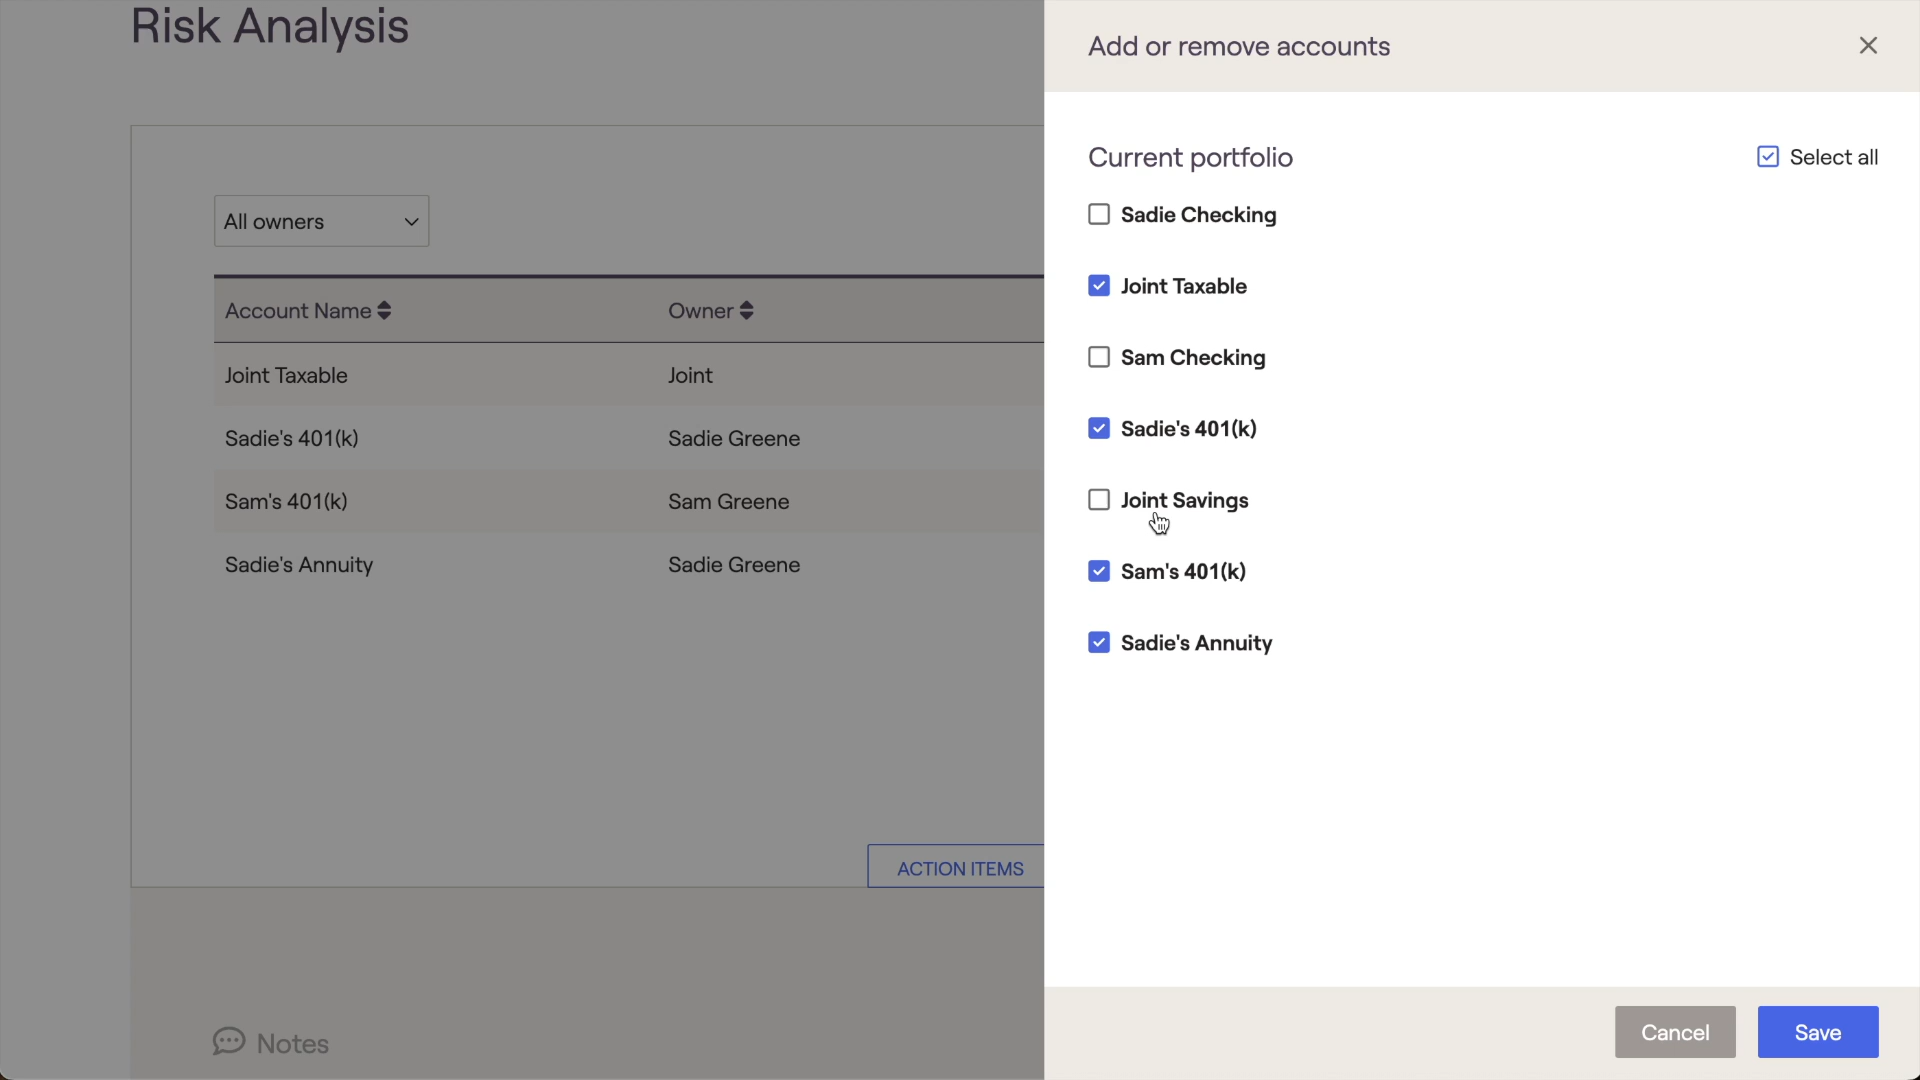 Risk Analysis
All owners
Account Name
Owner
Joint Taxable
Joint
Sadie's 401(k)
Sadie Greene
Sam's 401(k)
Sam Greene
Sadie's Annuity
Sadie Greene
ACTION ITEMS
Notes
Add or remove accounts
Current portfolio
Select all
Sadie Checking
Joint Taxable
Sam Checking
Sadie's 401(k)
Joint Savings
Sam's 401(k)
Sadie's Annuity
Cancel
Save